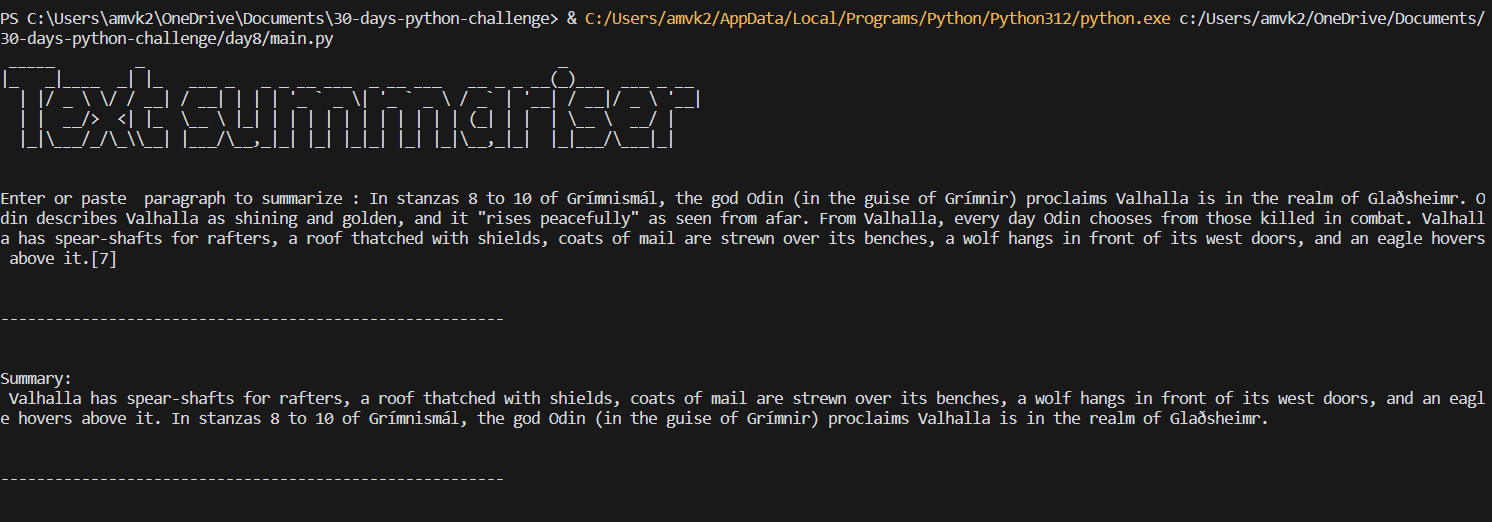 PS C:\Users\amvk2\OneDrive\Documents\30-days-python-challenge> & C:/Users/amvk2/AppData/Local/Programs/Python/Python312/python.exe c:/Users/amvk2/OneDrive/Documents/
30-days-python-challenge/day8/main.py
Text summariser
Enter or paste  paragraph to summarize : In stanzas 8 to 10 of Grímnismál, the god Odin (in the guise of Grímnir) proclaims Valhalla is in the realm of Glaðsheimr. O
din describes Valhalla as shining and golden, and it "rises peacefully" as seen from afar. From Valhalla, every day Odin chooses from those killed in combat. Valhall
a has spear-shafts for rafters, a roof thatched with shields, coats of mail are strewn over its benches, a wolf hangs in front of its west doors, and an eagle hovers
 above it.[7]
--------------------------------------------------------
Summary:
 Valhalla has spear-shafts for rafters, a roof thatched with shields, coats of mail are strewn over its benches, a wolf hangs in front of its west doors, and an eagl
e hovers above it. In stanzas 8 to 10 of Grímnismál, the god Odin (in the guise of Grímnir) proclaims Valhalla is in the realm of Glaðsheimr.
--------------------------------------------------------